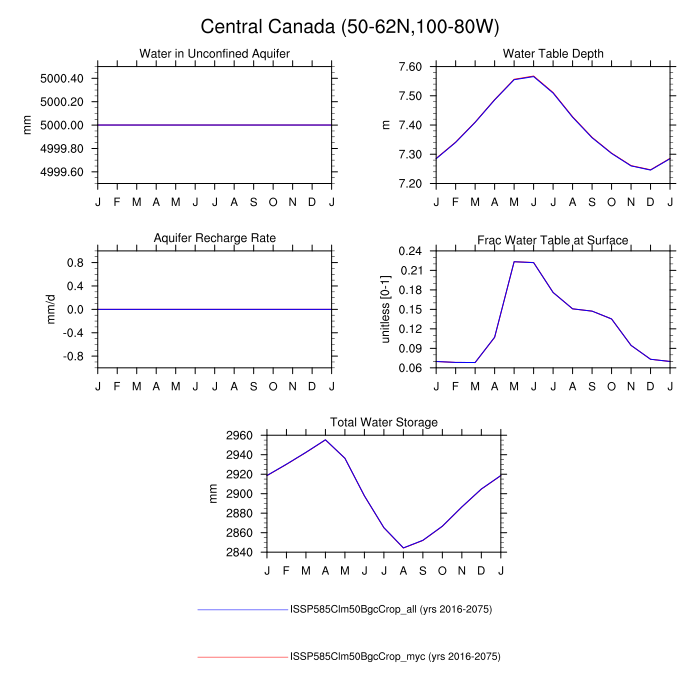 Central Canada (50-62N,100-80W)
Water in Unconfined Aquifer
mm
5000.40
5000.20
5000.00
4999.80
4999.60
J F M A M J J A S O N D J
Water Table Depth
m
7.60
7.50
7.40
7.30
7.20
J F M A M J J A S O N D J
Aquifer Recharge Rate
mm/d
0.8
0.4
0.0
-0.4
-0.8
J F M A M J J A S O N D J
Frac Water Table at Surface
unitless [0-1]
0.24
0.21
0.18
0.15
0.12
0.09
0.06
J F M A M J J A S O N D J
Total Water Storage
mm
2960
2940
2920
2900
2880
2860
2840
J F M A M J J A S O N D J
ISSP585Clm50BgcCrop_all (yrs 2016-2075)
ISSP585Clm50BgcCrop_myc (yrs 2016-2075)